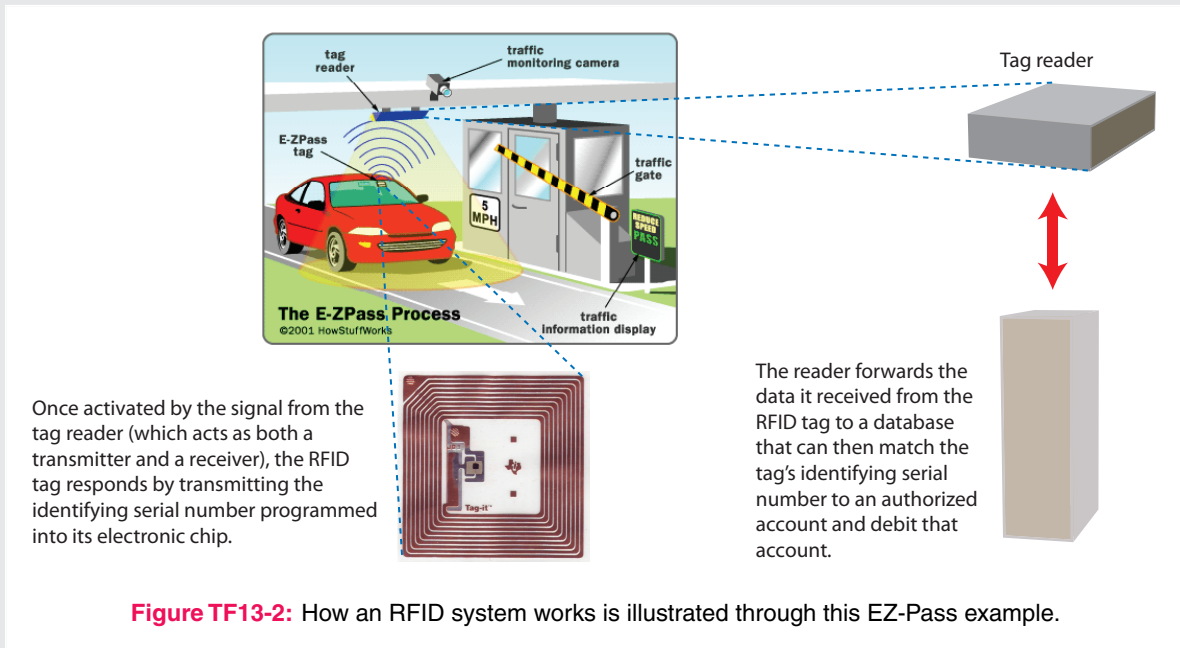 tag
reader
traffic
monitoring camera
E-ZPass
tag
traffic
gate
5
MPH
REDUCE
SPEED
PASS
The E-ZPass Process
©2001 HowStuffWorks
traffic
information display
Tag reader
Once activated by the signal from the
tag reader (which acts as both a
transmitter and a receiver), the RFID
tag responds by transmitting the
identifying serial number programmed
into its electronic chip.
Tag-it™
The reader forwards the
data it received from the
RFID tag to a database
that can then match the
tag’s identifying serial
number to an authorized
account and debit that
account.
Figure TF13-2: How an RFID system works is illustrated through this EZ-Pass example.